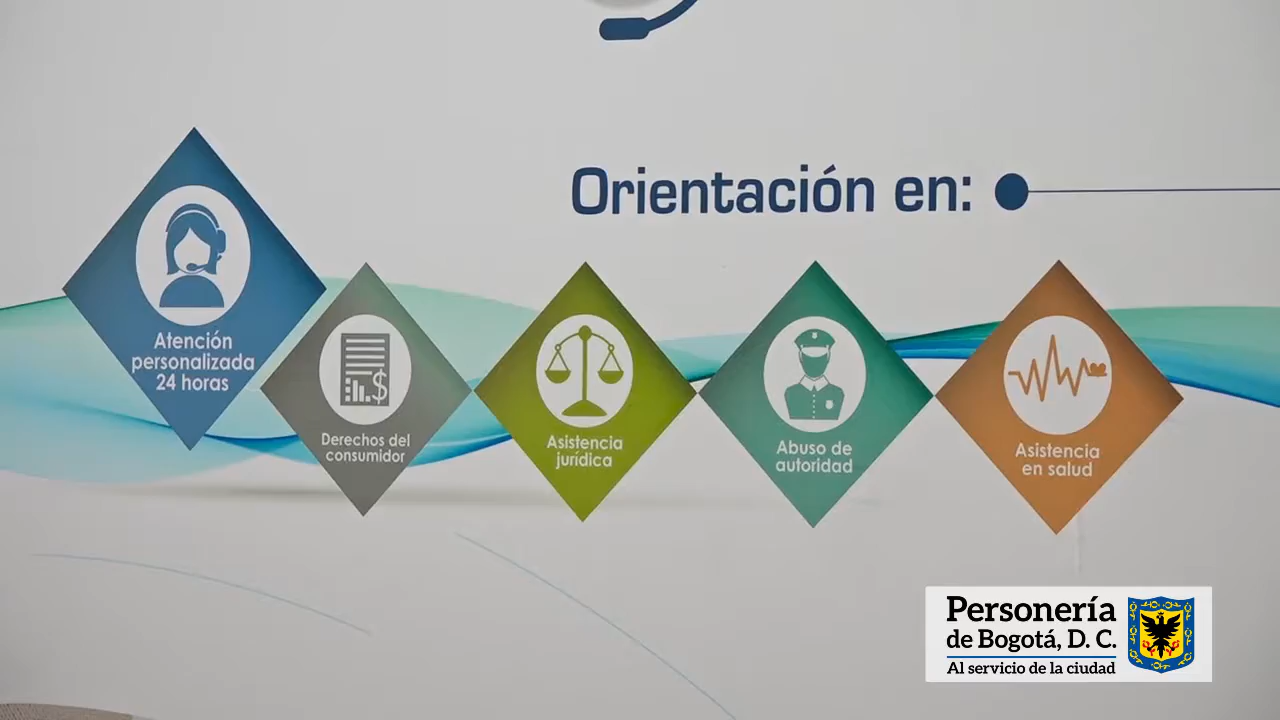 Orientación en:
Atención
personalizada
24 horas
Derechos del
consumidor
$
Asistencia
jurídica
Abuso de
autoridad
Asistencia
en salud
Personería
de Bogotá, D. C.
Al servicio de la ciudad